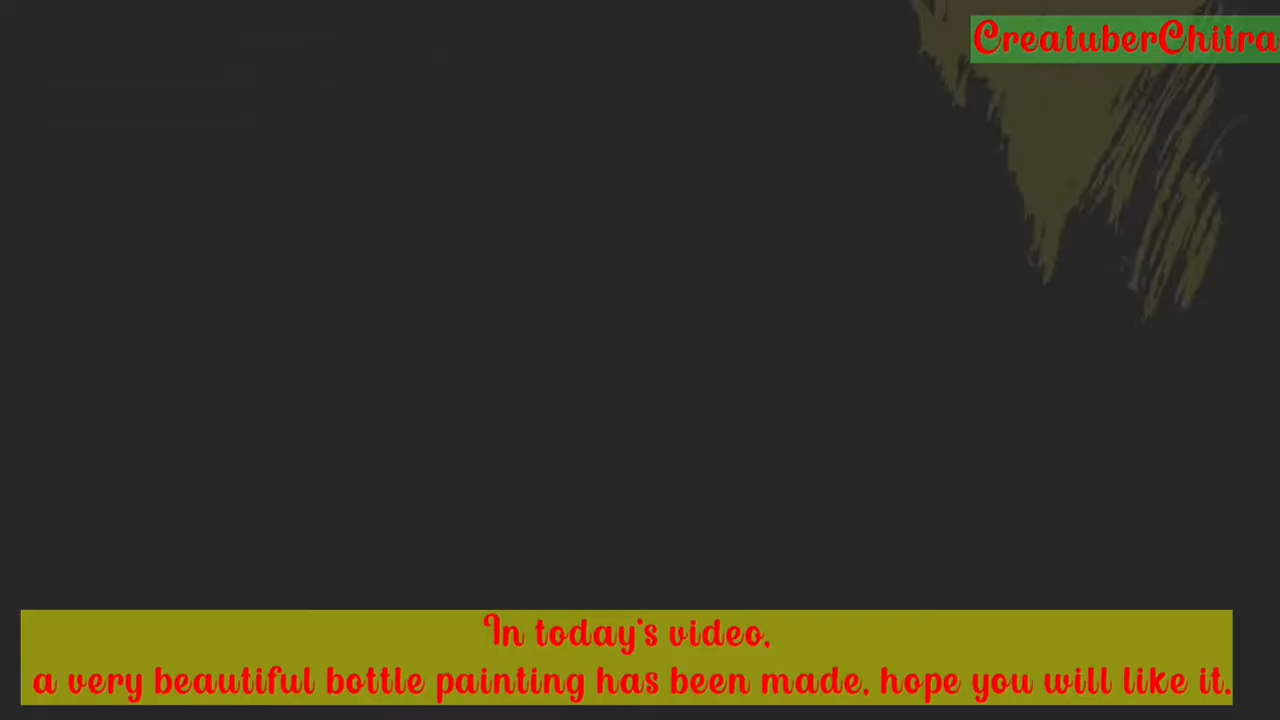 CreatuberChitra
In today's video,
a very beautiful bottle painting has been made, hope you will like it.